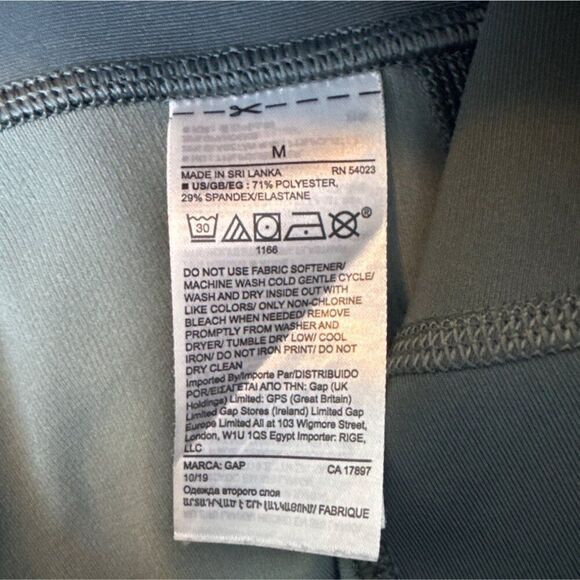 M
MADE IN SRI LANKA RN 54023
■ US/GB/EG : 71% POLYESTER,
29% SPANDEX/ELASTANE
30
®
1166
DO NOT USE FABRIC SOFTENER/
MACHINE WASH COLD GENTLE CYCLE/
WASH AND DRY INSIDE OUT WITH
LIKE COLORS/ ONLY NON-CHLORINE
BLEACH WHEN NEEDED/ REMOVE
PROMPTLY FROM WASHER AND
DRYER/ TUMBLE DRY LOW/ COOL
IRON/ DO NOT IRON PRINT/ DO NOT
DRY CLEAN
Imported By/Importe Par/DISTRIBUIDO
POR/ΕΙΣΑΓΕΤΑΙ ΑΠΟ ΤΗΝ: Gap (UK
Holdings) Limited: GPS (Great Britain)
Limited Gap Stores (Ireland) Limited Gap
Europe Limited All at 103 Wigmore Street,
London, W1U 1QS Egypt Importer: RIGE,
LLC
MARCA: GAP CA 17897
10/19
Одежда второго слоя
ԱՐՏԱԴՐՎԱԾ Է ՇՐԻ ԼԱՆԿԱՅՈՒՄ/ FABRIQUE